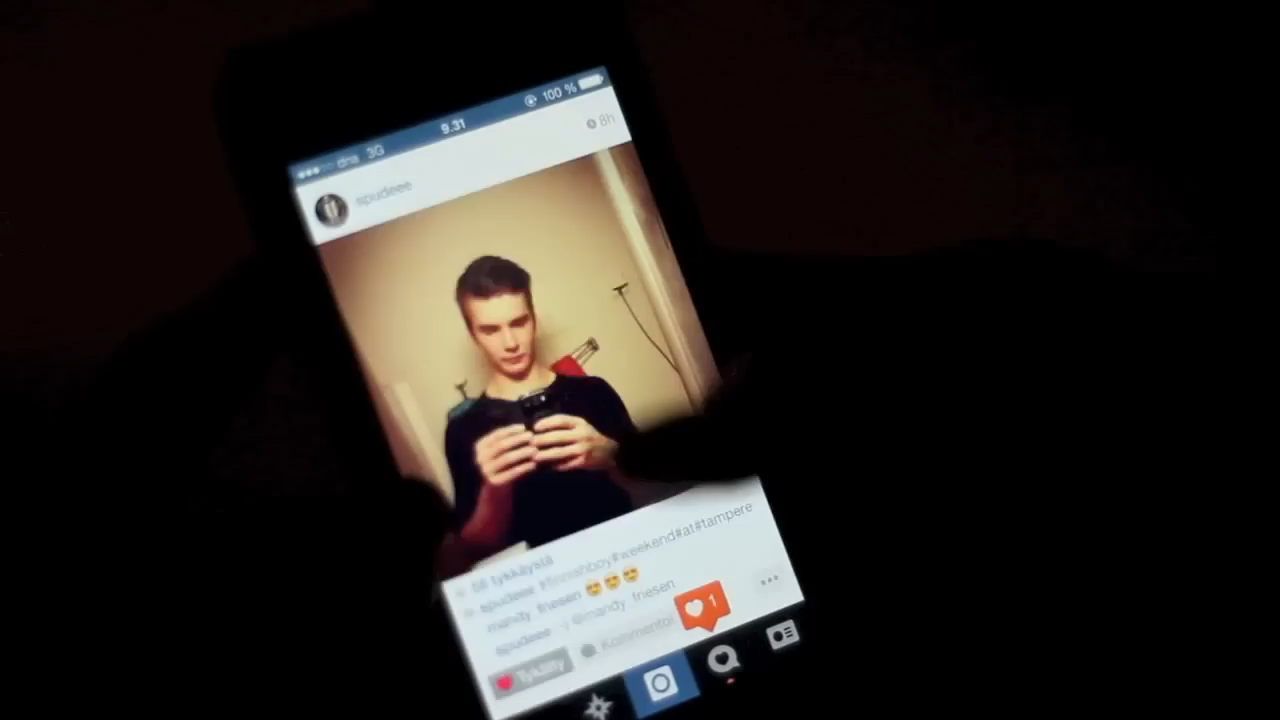 dna 3G 9.31 100 %
spudeee 8h
58 tykkäystä
spudeee #finnishboy#weekend#at#tampere
mandy_friesen 😍😍😍
spudeee :-) @mandy_friesen
Tykätty Kommentoi 1